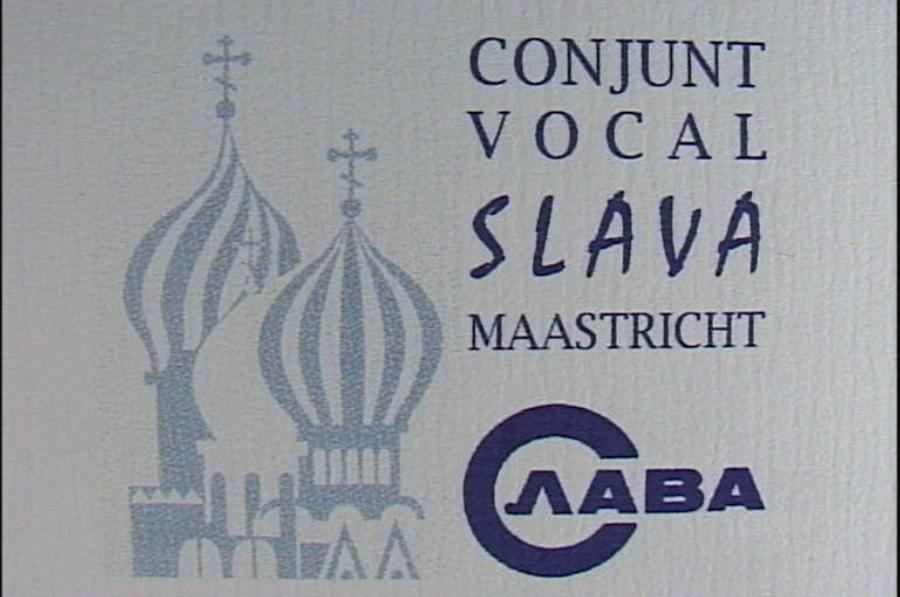 CONJUNT
VOCAL
SLAVA
MAASTRICHT
СЛАВА